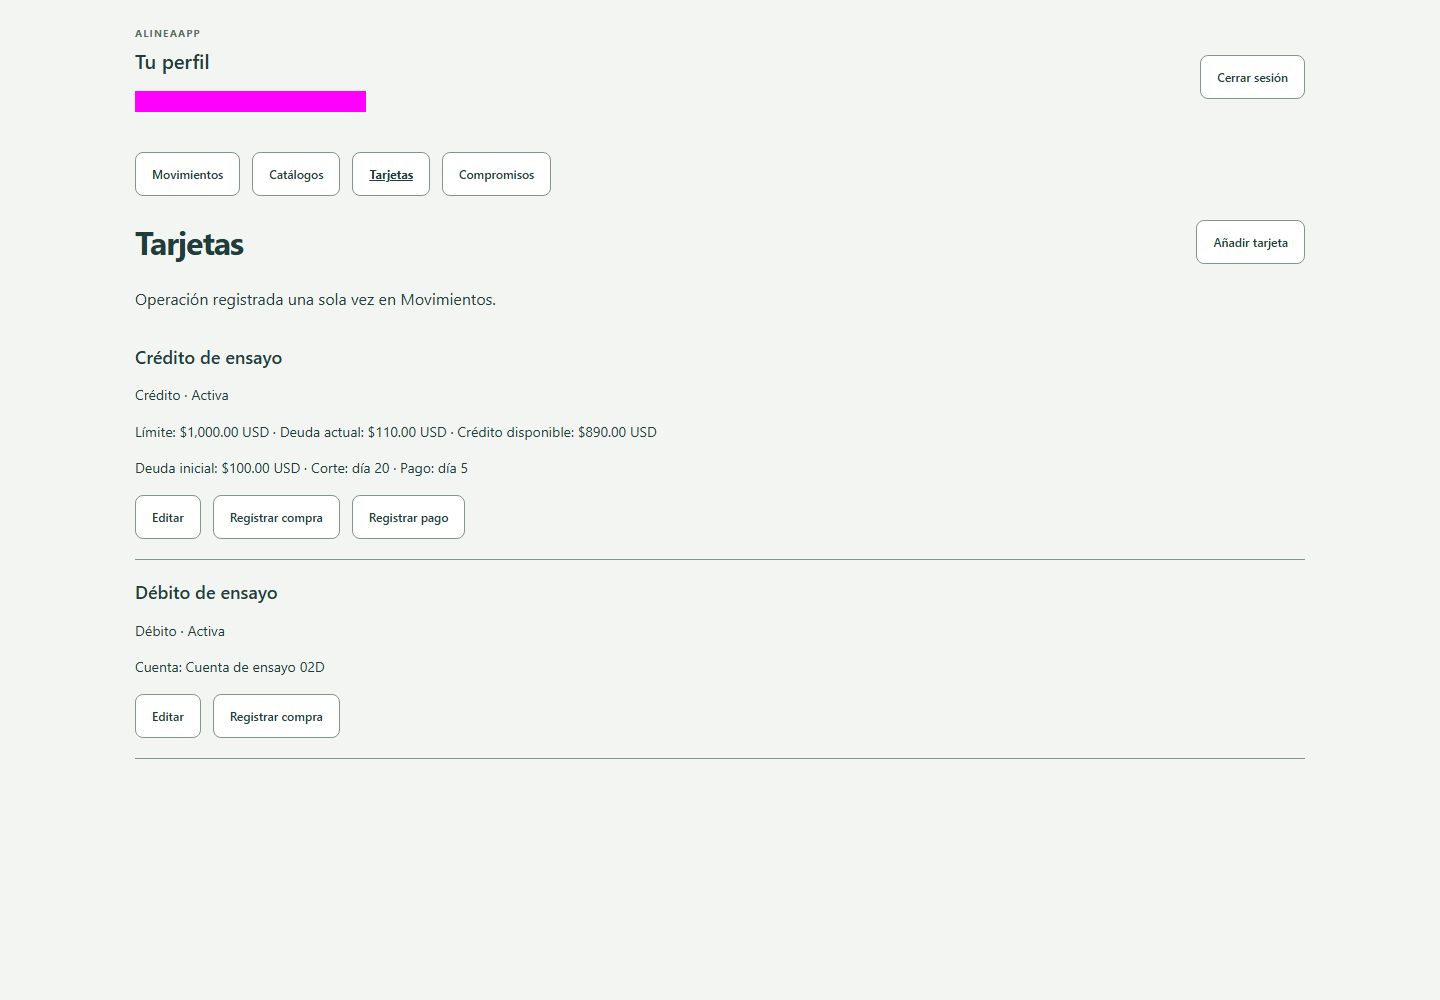 ALINEAAPP
Tu perfil
Cerrar sesión
Movimientos
Catálogos
Tarjetas
Compromisos
Tarjetas
Añadir tarjeta
Operación registrada una sola vez en Movimientos.
Crédito de ensayo
Crédito · Activa
Límite: $1,000.00 USD · Deuda actual: $110.00 USD · Crédito disponible: $890.00 USD
Deuda inicial: $100.00 USD · Corte: día 20 · Pago: día 5
Editar
Registrar compra
Registrar pago
Débito de ensayo
Débito · Activa
Cuenta: Cuenta de ensayo 02D
Editar
Registrar compra